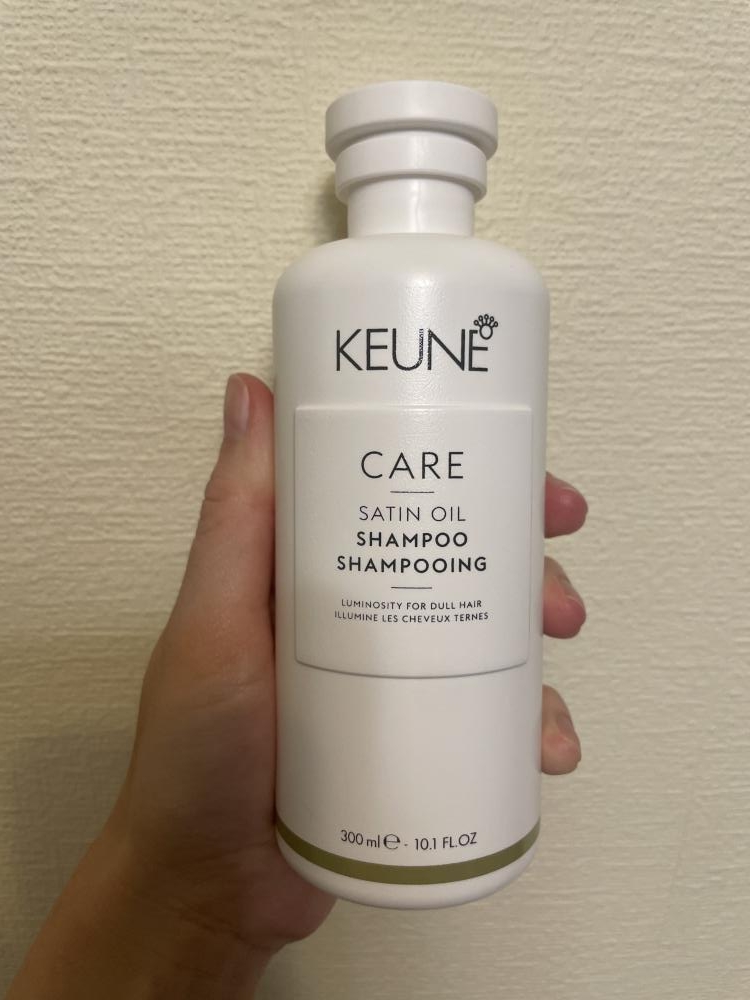 KEUNE
CARE
SATIN OIL
SHAMPOO
SHAMPOOING
LUMINOSITY FOR DULL HAIR
ILLUMINE LES CHEVEUX TERNES
300 ml ℮ - 10.1 FL.OZ